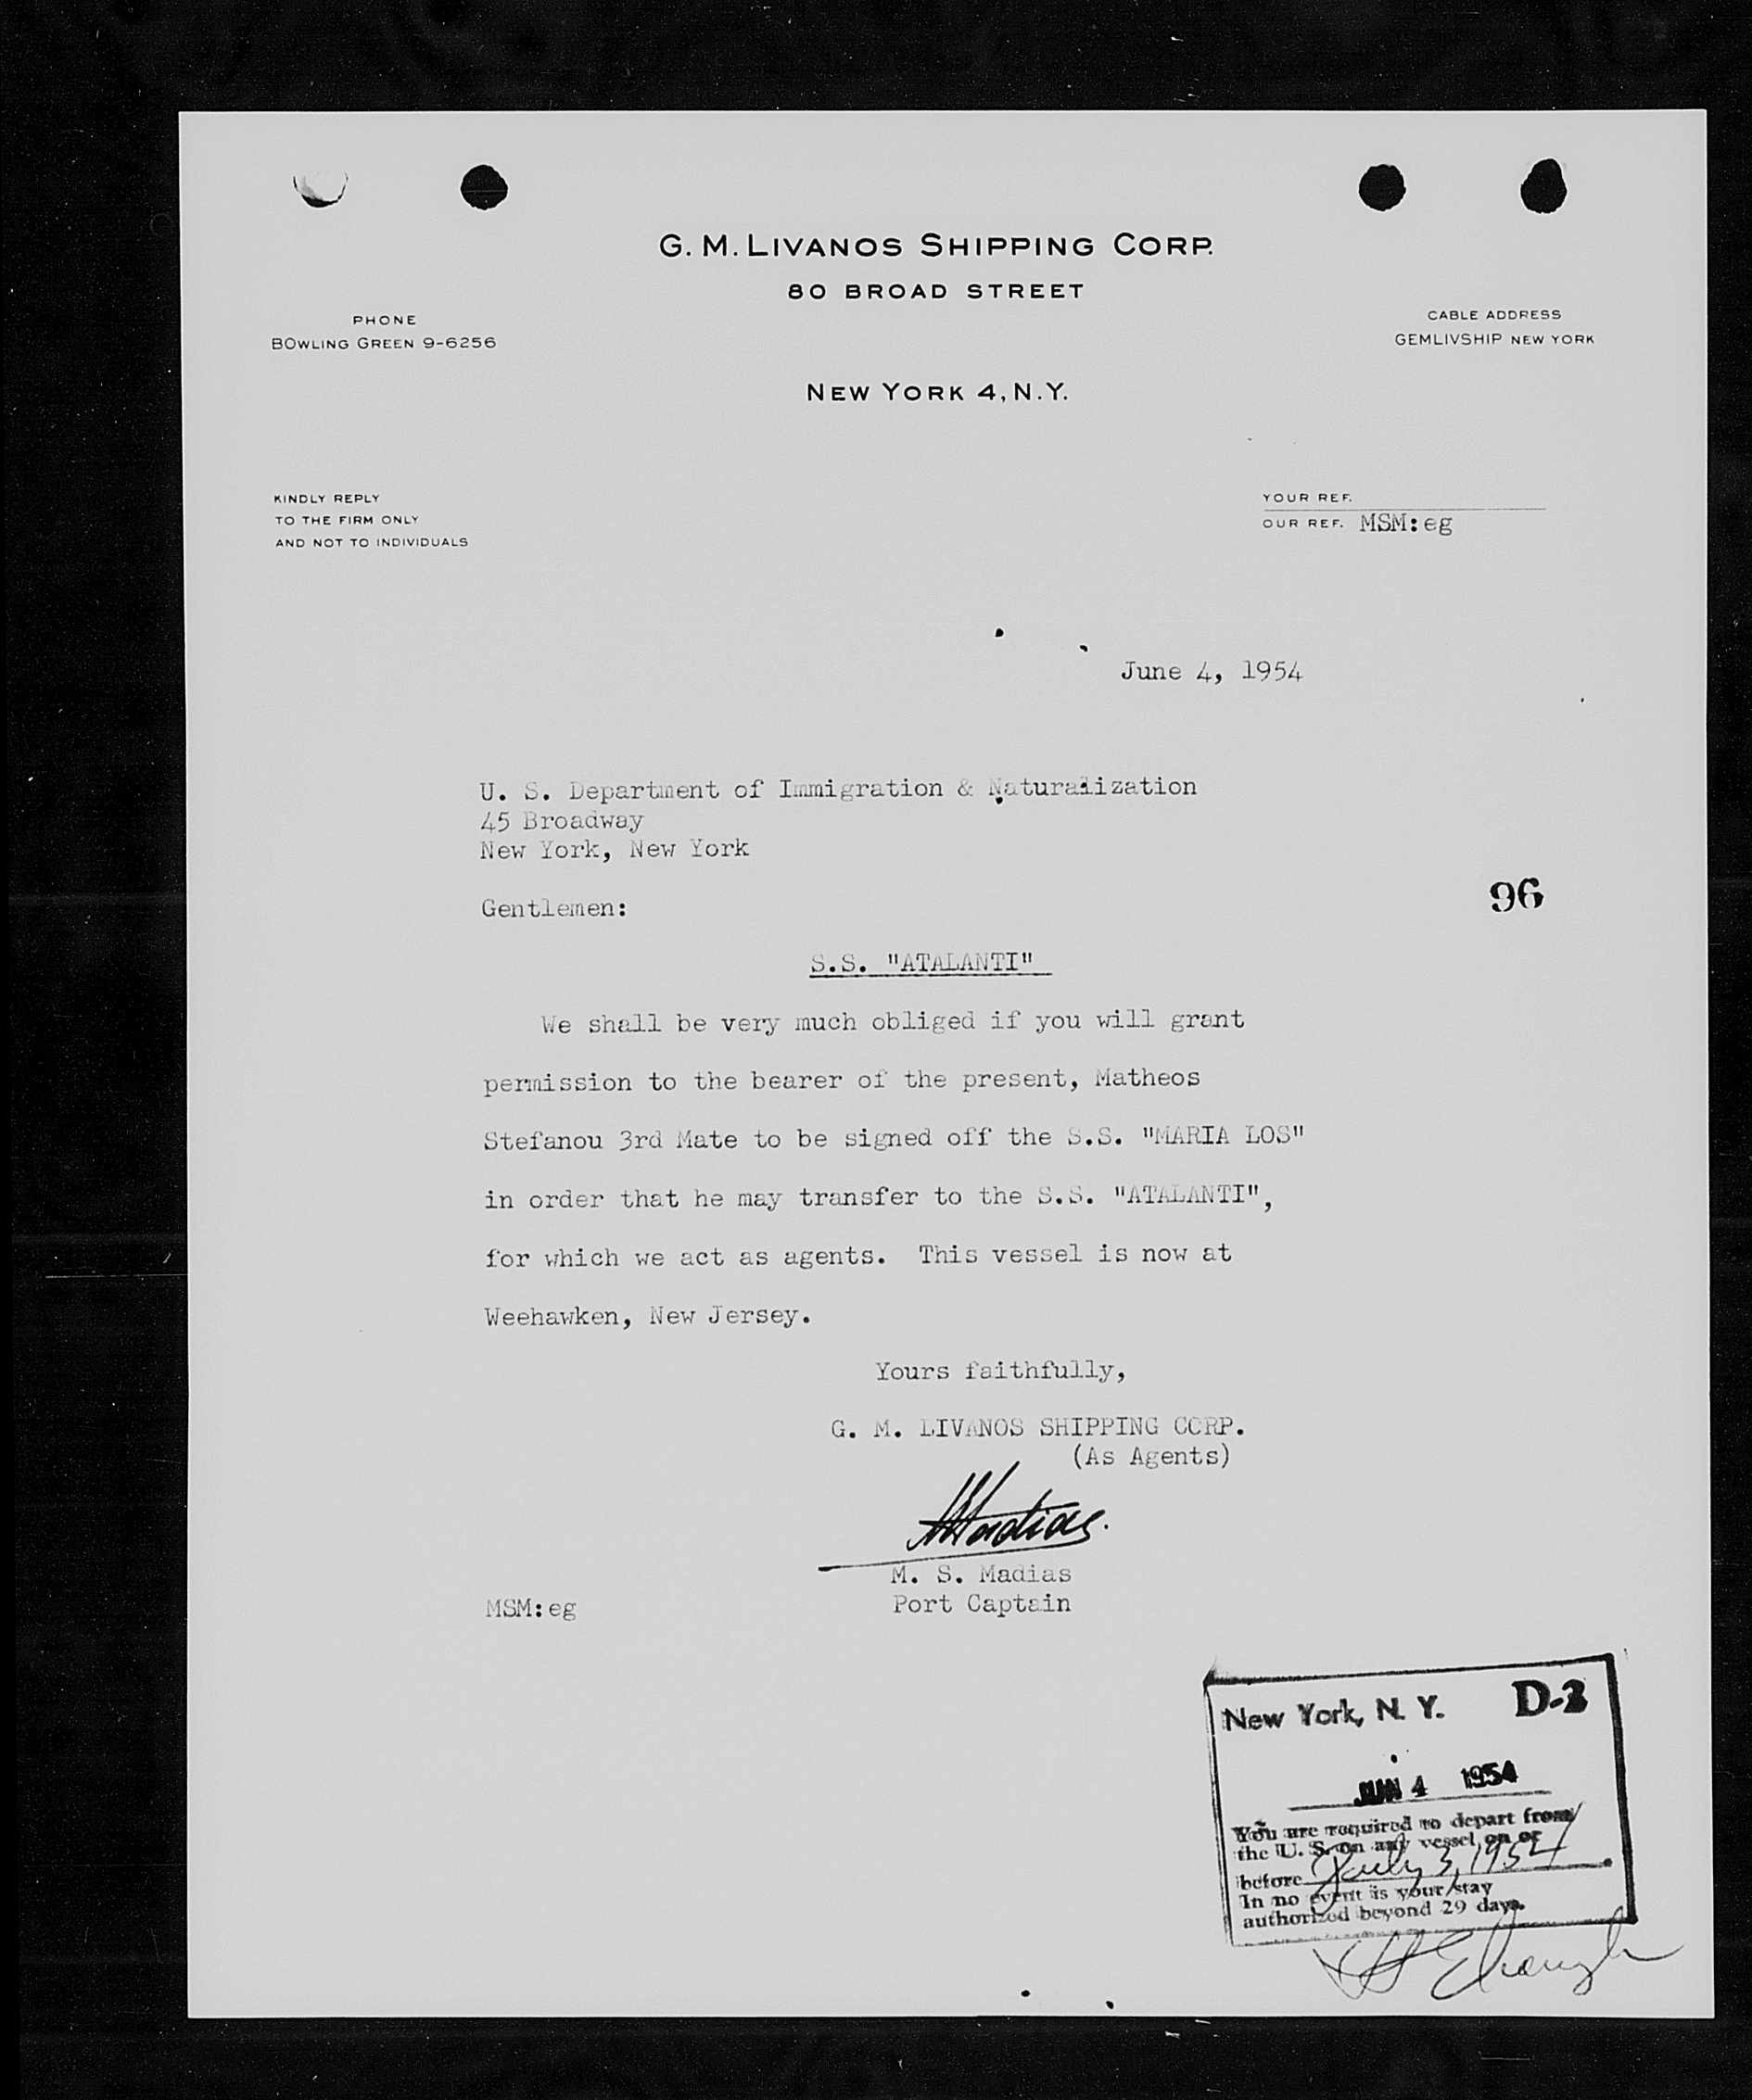 G. M. LIVANOS SHIPPING CORP.
80 BROAD STREET
PHONE
BOWLING GREEN 9-6256
CABLE ADDRESS
GEMLIVSHIP NEW YORK
NEW YORK 4, N.Y.
KINDLY REPLY
TO THE FIRM ONLY
AND NOT TO INDIVIDUALS
YOUR REF.
OUR REF. MSM:eg
June 4, 1954
U. S. Department of Immigration & Naturalization
45 Broadway
New York, New York
Gentlemen:
96
S.S. "ATALANTI"
We shall be very much obliged if you will grant
permission to the bearer of the present, Matheos
Stefanou 3rd Mate to be signed off the S.S. "MARIA LOS"
in order that he may transfer to the S.S. "ATALANTI",
for which we act as agents. This vessel is now at
Weehawken, New Jersey.
Yours faithfully,
G. M. LIVANOS SHIPPING CORP.
(As Agents)
M. S. Madias
Port Captain
MSM:eg
New York, N. Y.
JUN 4 1954
You are required to depart from
the U. S. on any vessel on or
before July 3, 1954.
In no event is your stay
authorized beyond 29 days.